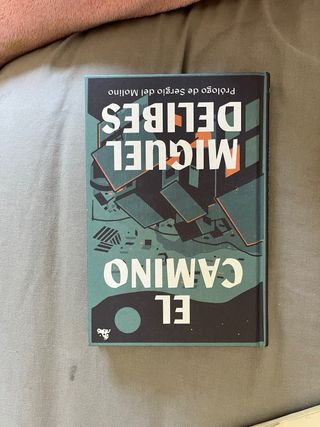 EL
CAMINO
MIGUEL
DELIBES
Prólogo de Sergio del Molino